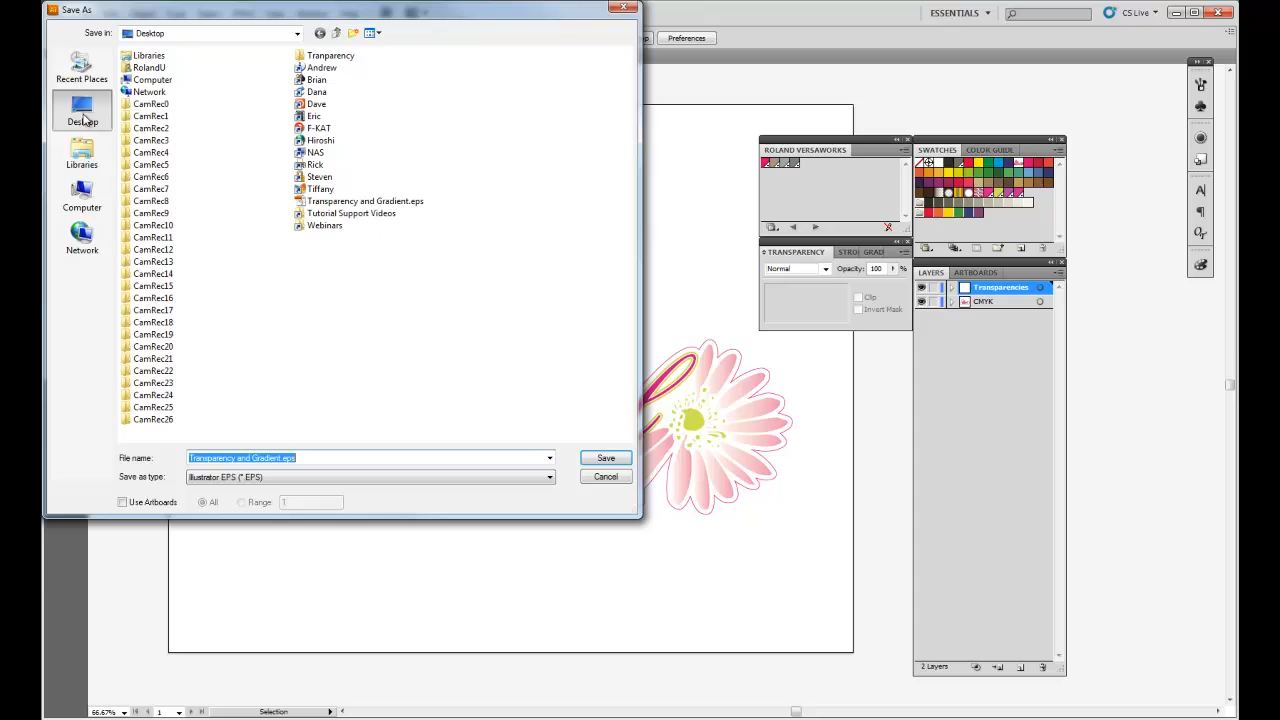 Save As
ESSENTIALS
CS Live
Save in:
Desktop
Preferences
Recent Places
Desktop
Libraries
Computer
Network
Libraries
RolandU
Computer
Network
CamRec0
CamRec1
CamRec2
CamRec3
CamRec4
CamRec5
CamRec6
CamRec7
CamRec8
CamRec9
CamRec10
CamRec11
CamRec12
CamRec13
CamRec14
CamRec15
CamRec16
CamRec17
CamRec18
CamRec19
CamRec20
CamRec21
CamRec22
CamRec23
CamRec24
CamRec25
CamRec26
Tranparency
Andrew
Brian
Dana
Dave
Eric
F-KAT
Hiroshi
NAS
Rick
Steven
Tiffany
Transparency and Gradient.eps
Tutorial Support Videos
Webinars
File name:
Transparency and Gradient.eps
Save
Save as type:
Illustrator EPS (*.EPS)
Cancel
Use Artboards
All
Range:
1
ROLAND VERSAWORKS
SWATCHES
COLOR GUIDE
TRANSPARENCY
STRO
GRAD
Normal
Opacity:
100
%
Clip
Invert Mask
LAYERS
ARTBOARDS
Transparencies
CMYK
2 Layers
66.67%
1
Selection